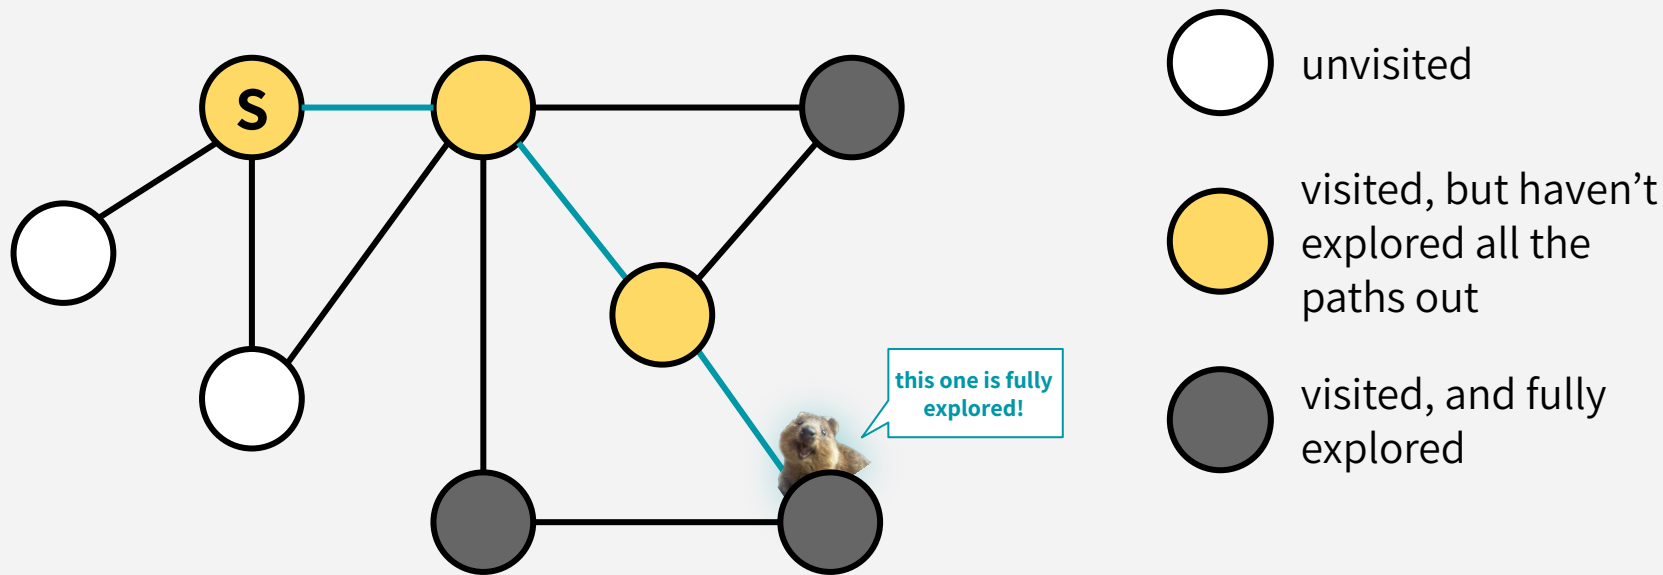 S
unvisited
visited, but haven’t
explored all the
paths out
this one is fully
explored!
visited, and fully
explored